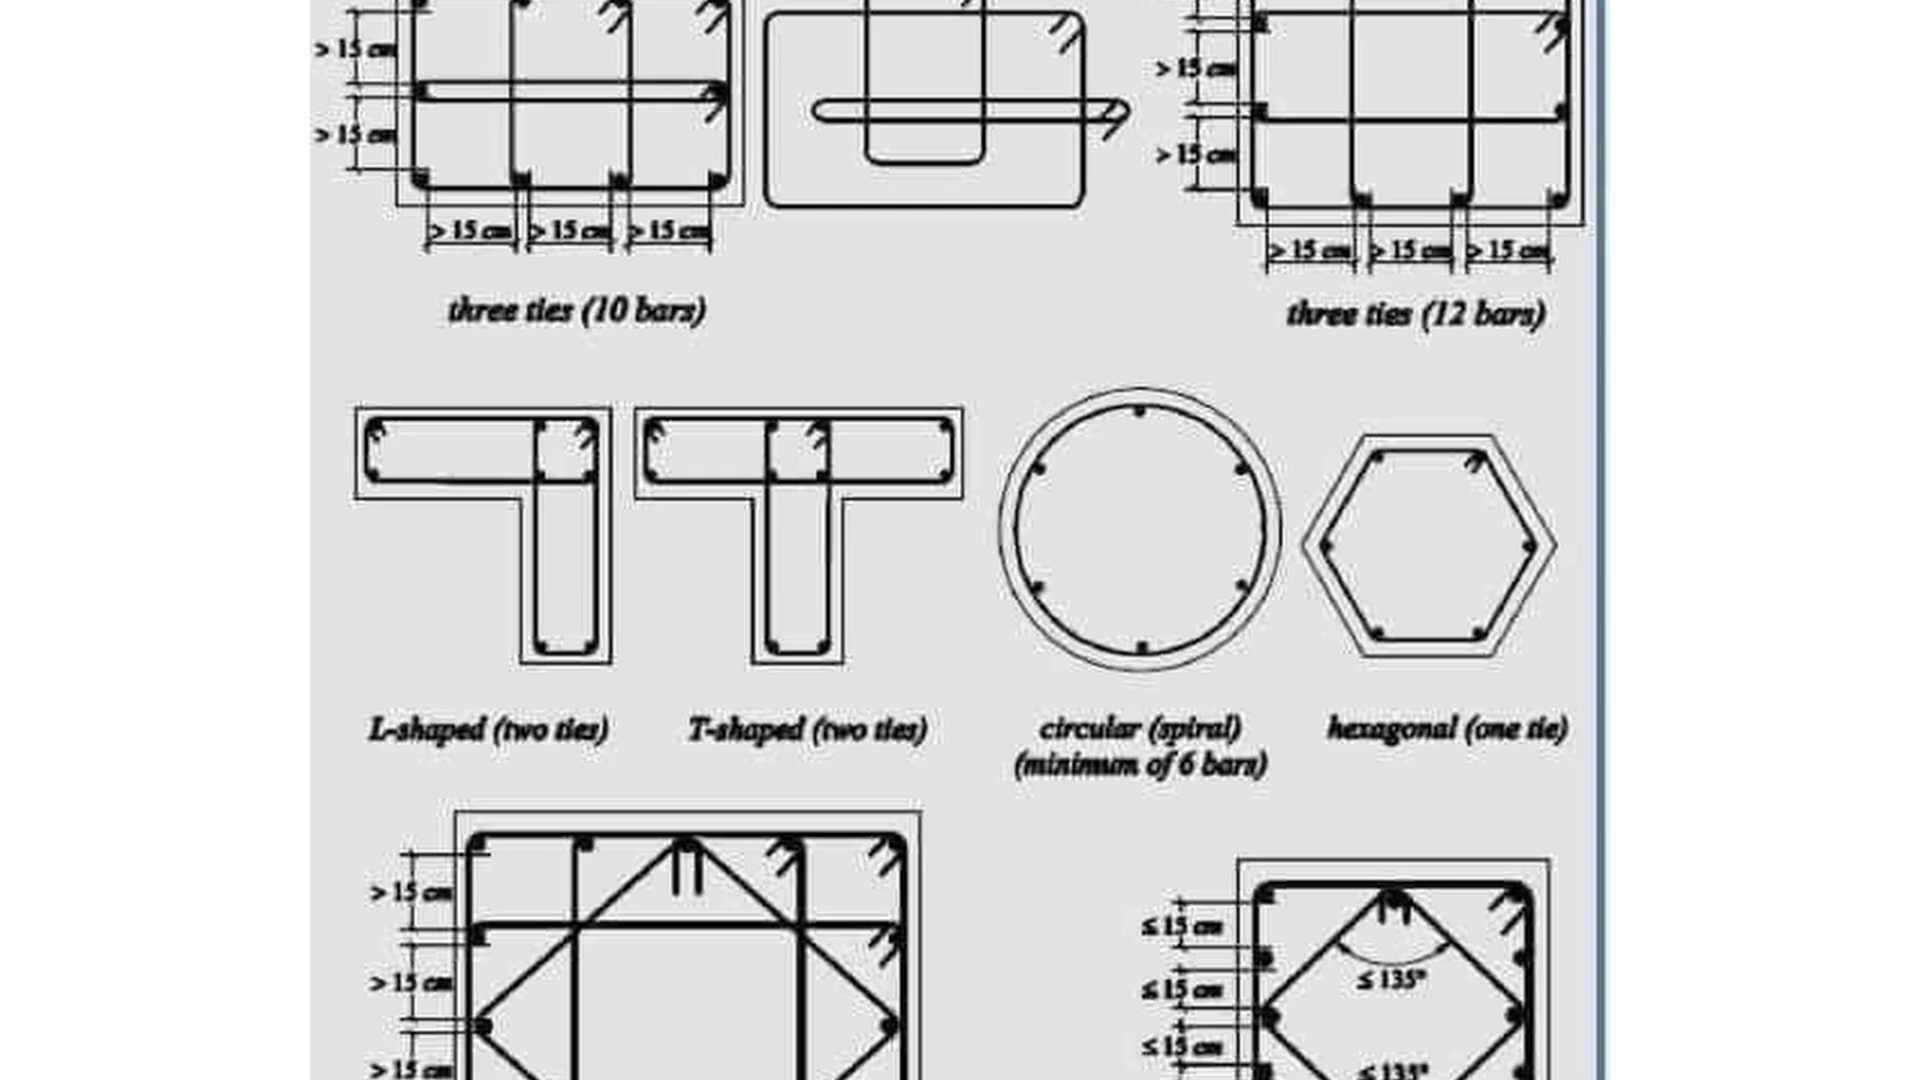 > 15 cm
> 15 cm
> 15 cm > 15 cm > 15 cm
three ties (10 bars)
> 15 cm
> 15 cm
> 15 cm > 15 cm > 15 cm
three ties (12 bars)
L-shaped (two ties)
T-shaped (two ties)
circular (spiral)
(minimum of 6 bars)
hexagonal (one tie)
> 15 cm
> 15 cm
> 15 cm
≤ 15 cm
≤ 15 cm
≤ 15 cm
≤ 135°
≤ 135°